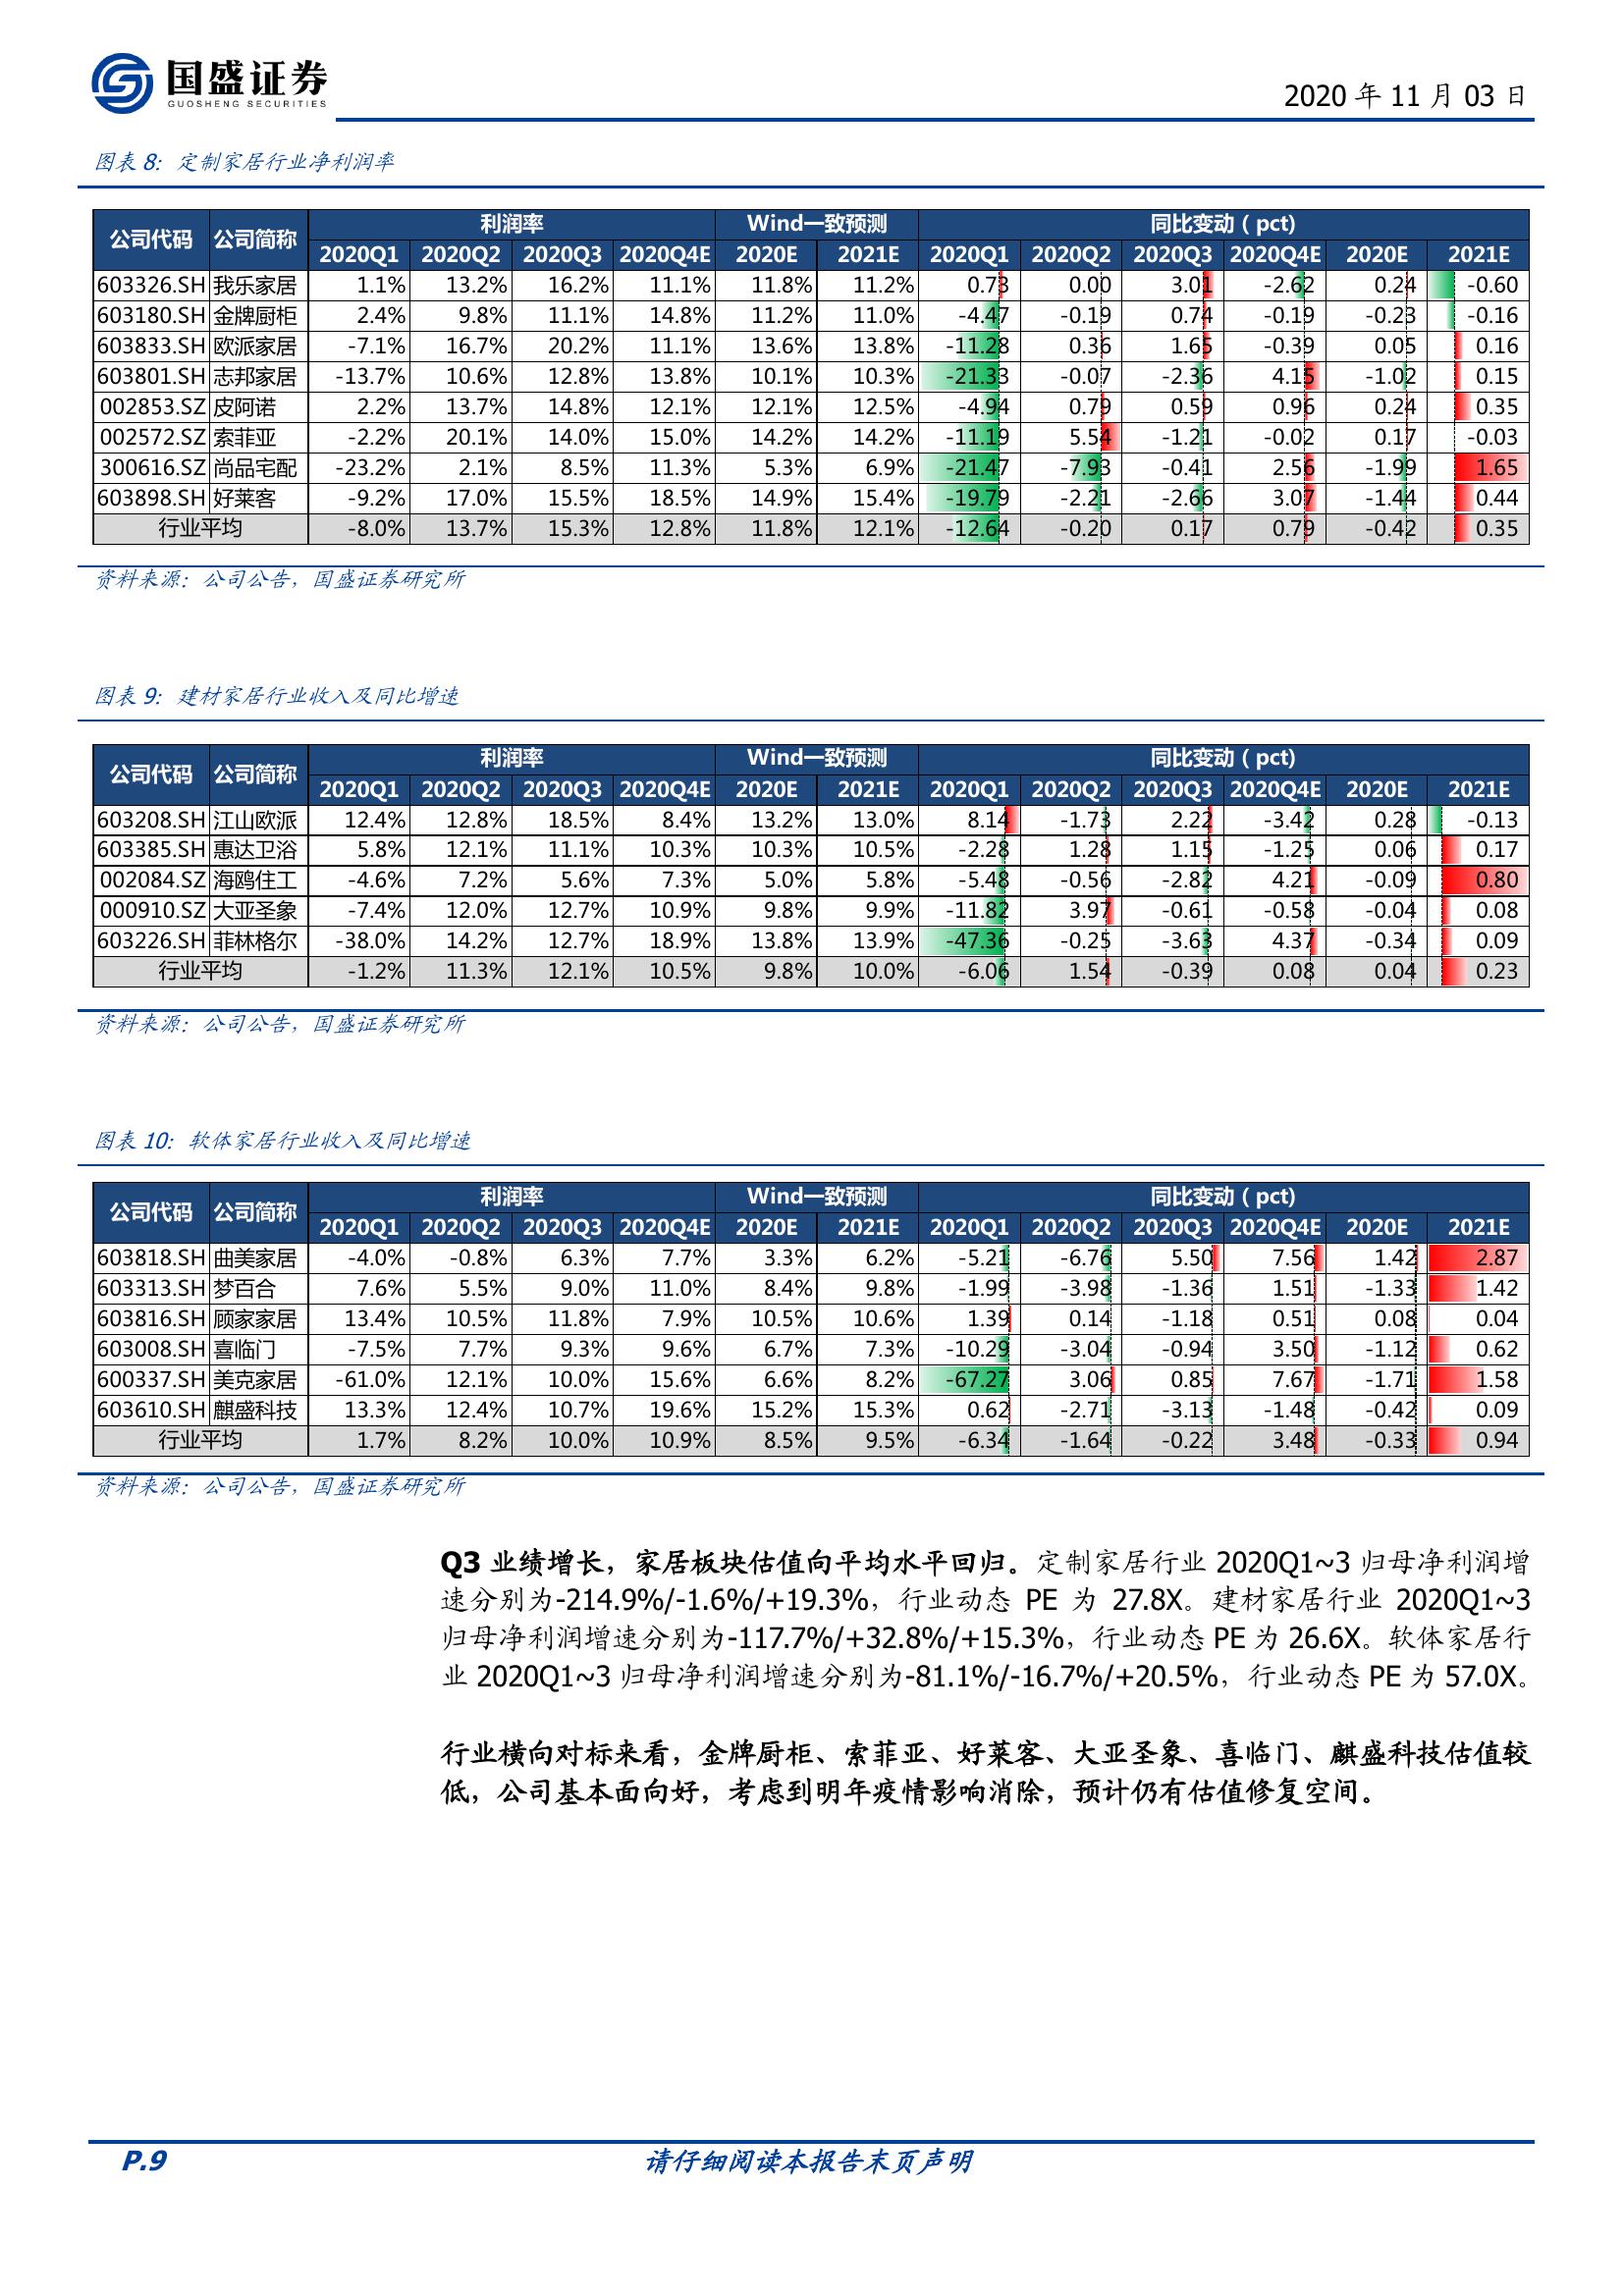 国盛证券
GUOSHENG SECURITIES
2020 年 11 月 03 日
图表 8：定制家居行业净利润率
公司代码 公司简称 利润率 Wind一致预测 同比变动（pct)
2020Q1 2020Q2 2020Q3 2020Q4E 2020E 2021E 2020Q1 2020Q2 2020Q3 2020Q4E 2020E 2021E
603326.SH 我乐家居 1.1% 13.2% 16.2% 11.1% 11.8% 11.2% 0.73 0.00 3.01 -2.62 0.24 -0.60
603180.SH 金牌厨柜 2.4% 9.8% 11.1% 14.8% 11.2% 11.0% -4.47 -0.19 0.74 -0.19 -0.23 -0.16
603833.SH 欧派家居 -7.1% 16.7% 20.2% 11.1% 13.6% 13.8% -11.28 0.36 1.65 -0.39 0.05 0.16
603801.SH 志邦家居 -13.7% 10.6% 12.8% 13.8% 10.1% 10.3% -21.33 -0.07 -2.36 4.15 -1.02 0.15
002853.SZ 皮阿诺 2.2% 13.7% 14.8% 12.1% 12.1% 12.5% -4.94 0.79 0.59 0.96 0.24 0.35
002572.SZ 索菲亚 -2.2% 20.1% 14.0% 15.0% 14.2% 14.2% -11.19 5.54 -1.21 -0.02 0.17 -0.03
300616.SZ 尚品宅配 -23.2% 2.1% 8.5% 11.3% 5.3% 6.9% -21.47 -7.93 -0.41 2.56 -1.99 1.65
603898.SH 好莱客 -9.2% 17.0% 15.5% 18.5% 14.9% 15.4% -19.79 -2.21 -2.66 3.07 -1.44 0.44
行业平均 -8.0% 13.7% 15.3% 12.8% 11.8% 12.1% -12.64 -0.20 0.17 0.79 -0.42 0.35
资料来源：公司公告，国盛证券研究所
图表 9：建材家居行业收入及同比增速
公司代码 公司简称 利润率 Wind一致预测 同比变动（pct)
2020Q1 2020Q2 2020Q3 2020Q4E 2020E 2021E 2020Q1 2020Q2 2020Q3 2020Q4E 2020E 2021E
603208.SH 江山欧派 12.4% 12.8% 18.5% 8.4% 13.2% 13.0% 8.14 -1.73 2.22 -3.42 0.28 -0.13
603385.SH 惠达卫浴 5.8% 12.1% 11.1% 10.3% 10.3% 10.5% -2.28 1.28 1.15 -1.25 0.06 0.17
002084.SZ 海鸥住工 -4.6% 7.2% 5.6% 7.3% 5.0% 5.8% -5.48 -0.56 -2.82 4.21 -0.09 0.80
000910.SZ 大亚圣象 -7.4% 12.0% 12.7% 10.9% 9.8% 9.9% -11.82 3.97 -0.61 -0.58 -0.04 0.08
603226.SH 菲林格尔 -38.0% 14.2% 12.7% 18.9% 13.8% 13.9% -47.36 -0.25 -3.63 4.37 -0.34 0.09
行业平均 -1.2% 11.3% 12.1% 10.5% 9.8% 10.0% -6.06 1.54 -0.39 0.08 0.04 0.23
资料来源：公司公告，国盛证券研究所
图表 10：软体家居行业收入及同比增速
公司代码 公司简称 利润率 Wind一致预测 同比变动（pct)
2020Q1 2020Q2 2020Q3 2020Q4E 2020E 2021E 2020Q1 2020Q2 2020Q3 2020Q4E 2020E 2021E
603818.SH 曲美家居 -4.0% -0.8% 6.3% 7.7% 3.3% 6.2% -5.21 -6.76 5.50 7.56 1.42 2.87
603313.SH 梦百合 7.6% 5.5% 9.0% 11.0% 8.4% 9.8% -1.99 -3.98 -1.36 1.51 -1.33 1.42
603816.SH 顾家家居 13.4% 10.5% 11.8% 7.9% 10.5% 10.6% 1.39 0.14 -1.18 0.51 0.08 0.04
603008.SH 喜临门 -7.5% 7.7% 9.3% 9.6% 6.7% 7.3% -10.29 -3.04 -0.94 3.50 -1.12 0.62
600337.SH 美克家居 -61.0% 12.1% 10.0% 15.6% 6.6% 8.2% -67.27 3.06 0.85 7.67 -1.71 1.58
603610.SH 麒盛科技 13.3% 12.4% 10.7% 19.6% 15.2% 15.3% 0.62 -2.71 -3.13 -1.48 -0.42 0.09
行业平均 1.7% 8.2% 10.0% 10.9% 8.5% 9.5% -6.34 -1.64 -0.22 3.48 -0.33 0.94
资料来源：公司公告，国盛证券研究所
Q3 业绩增长，家居板块估值向平均水平回归。定制家居行业 2020Q1~3 归母净利润增
速分别为-214.9%/-1.6%/+19.3%，行业动态 PE 为 27.8X。建材家居行业 2020Q1~3
归母净利润增速分别为-117.7%/+32.8%/+15.3%，行业动态 PE 为 26.6X。软体家居行
业 2020Q1~3 归母净利润增速分别为-81.1%/-16.7%/+20.5%，行业动态 PE 为 57.0X。
行业横向对标来看，金牌厨柜、索菲亚、好莱客、大亚圣象、喜临门、麒盛科技估值较
低，公司基本面向好，考虑到明年疫情影响消除，预计仍有估值修复空间。
P.9
请仔细阅读本报告末页声明